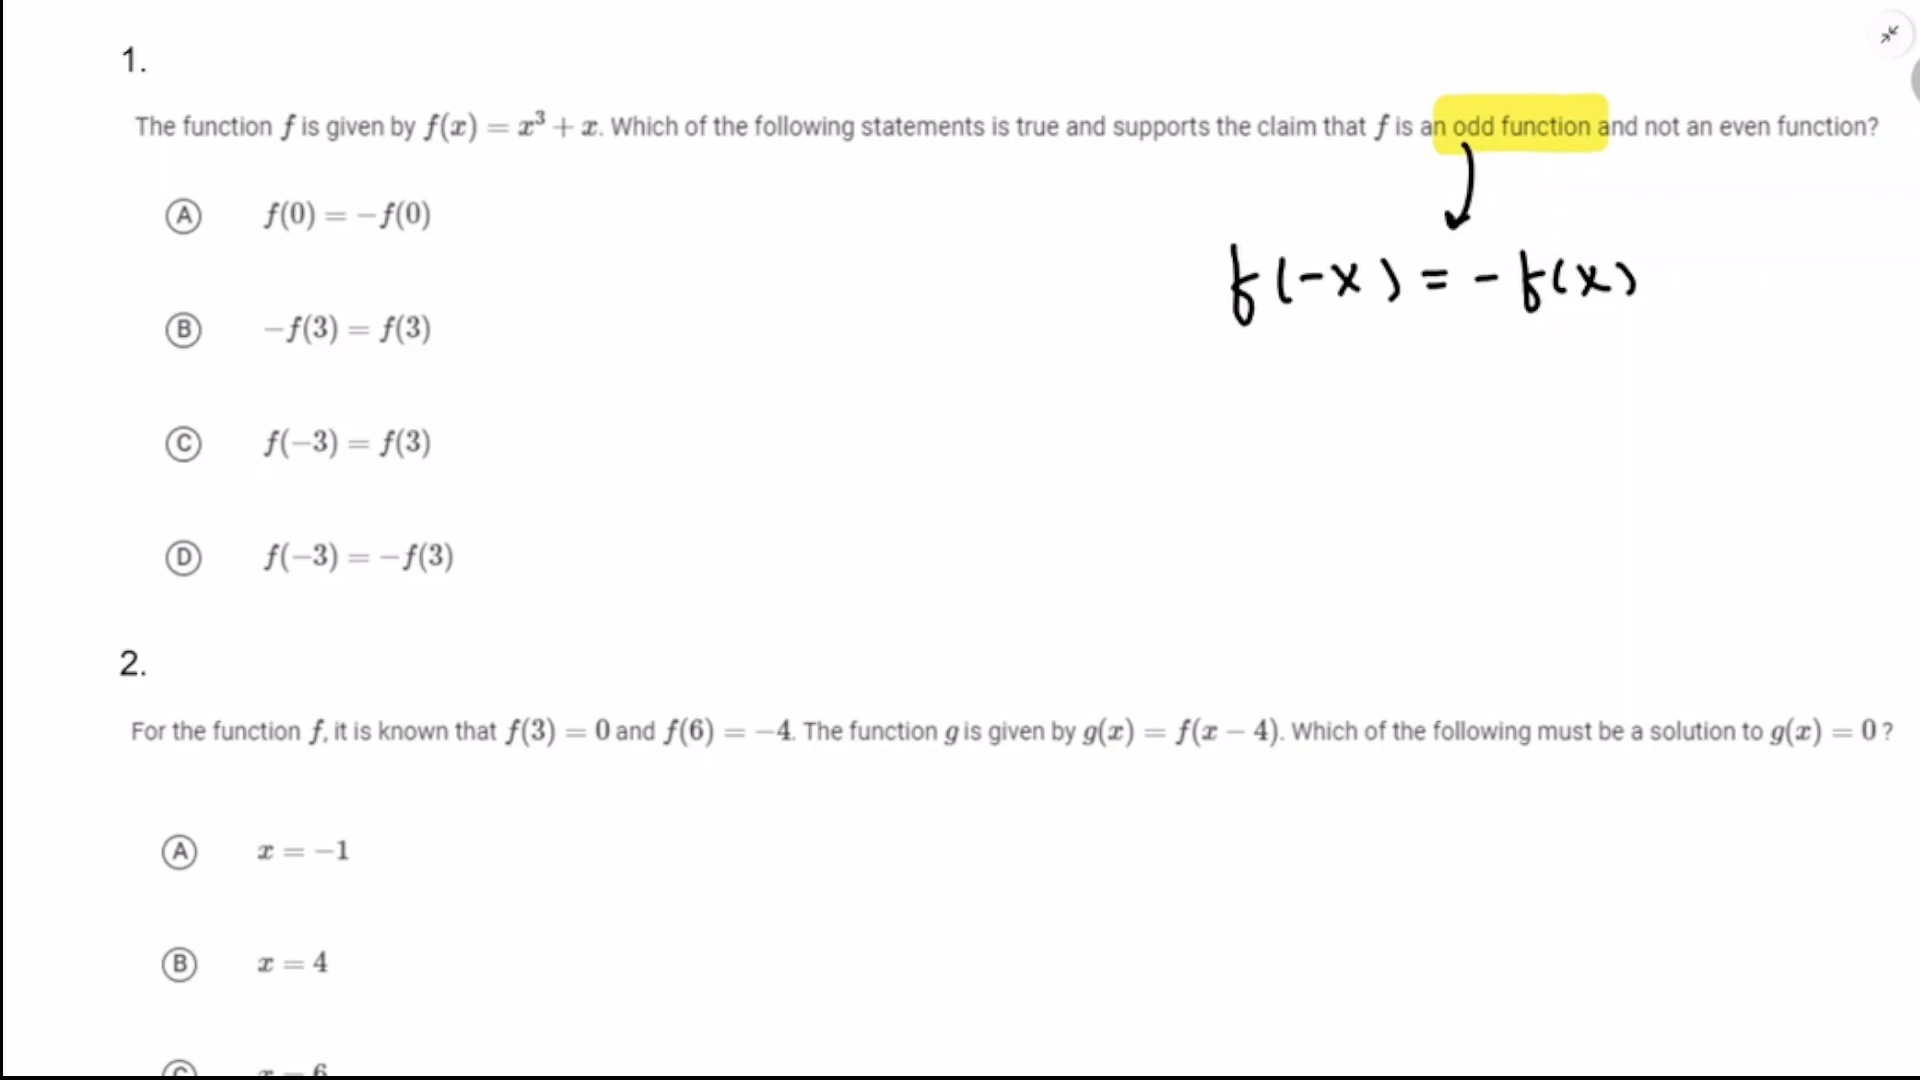 1.
The function f is given by f(x) = x³ + x. Which of the following statements is true and supports the claim that f is an odd function and not an even function?
f(-x) = -f(x)
A f(0) = −f(0)
B −f(3) = f(3)
C f(−3) = f(3)
D f(−3) = −f(3)
2.
For the function f, it is known that f(3) = 0 and f(6) = −4. The function g is given by g(x) = f(x − 4). Which of the following must be a solution to g(x) = 0 ?
A x = −1
B x = 4
C x = 6